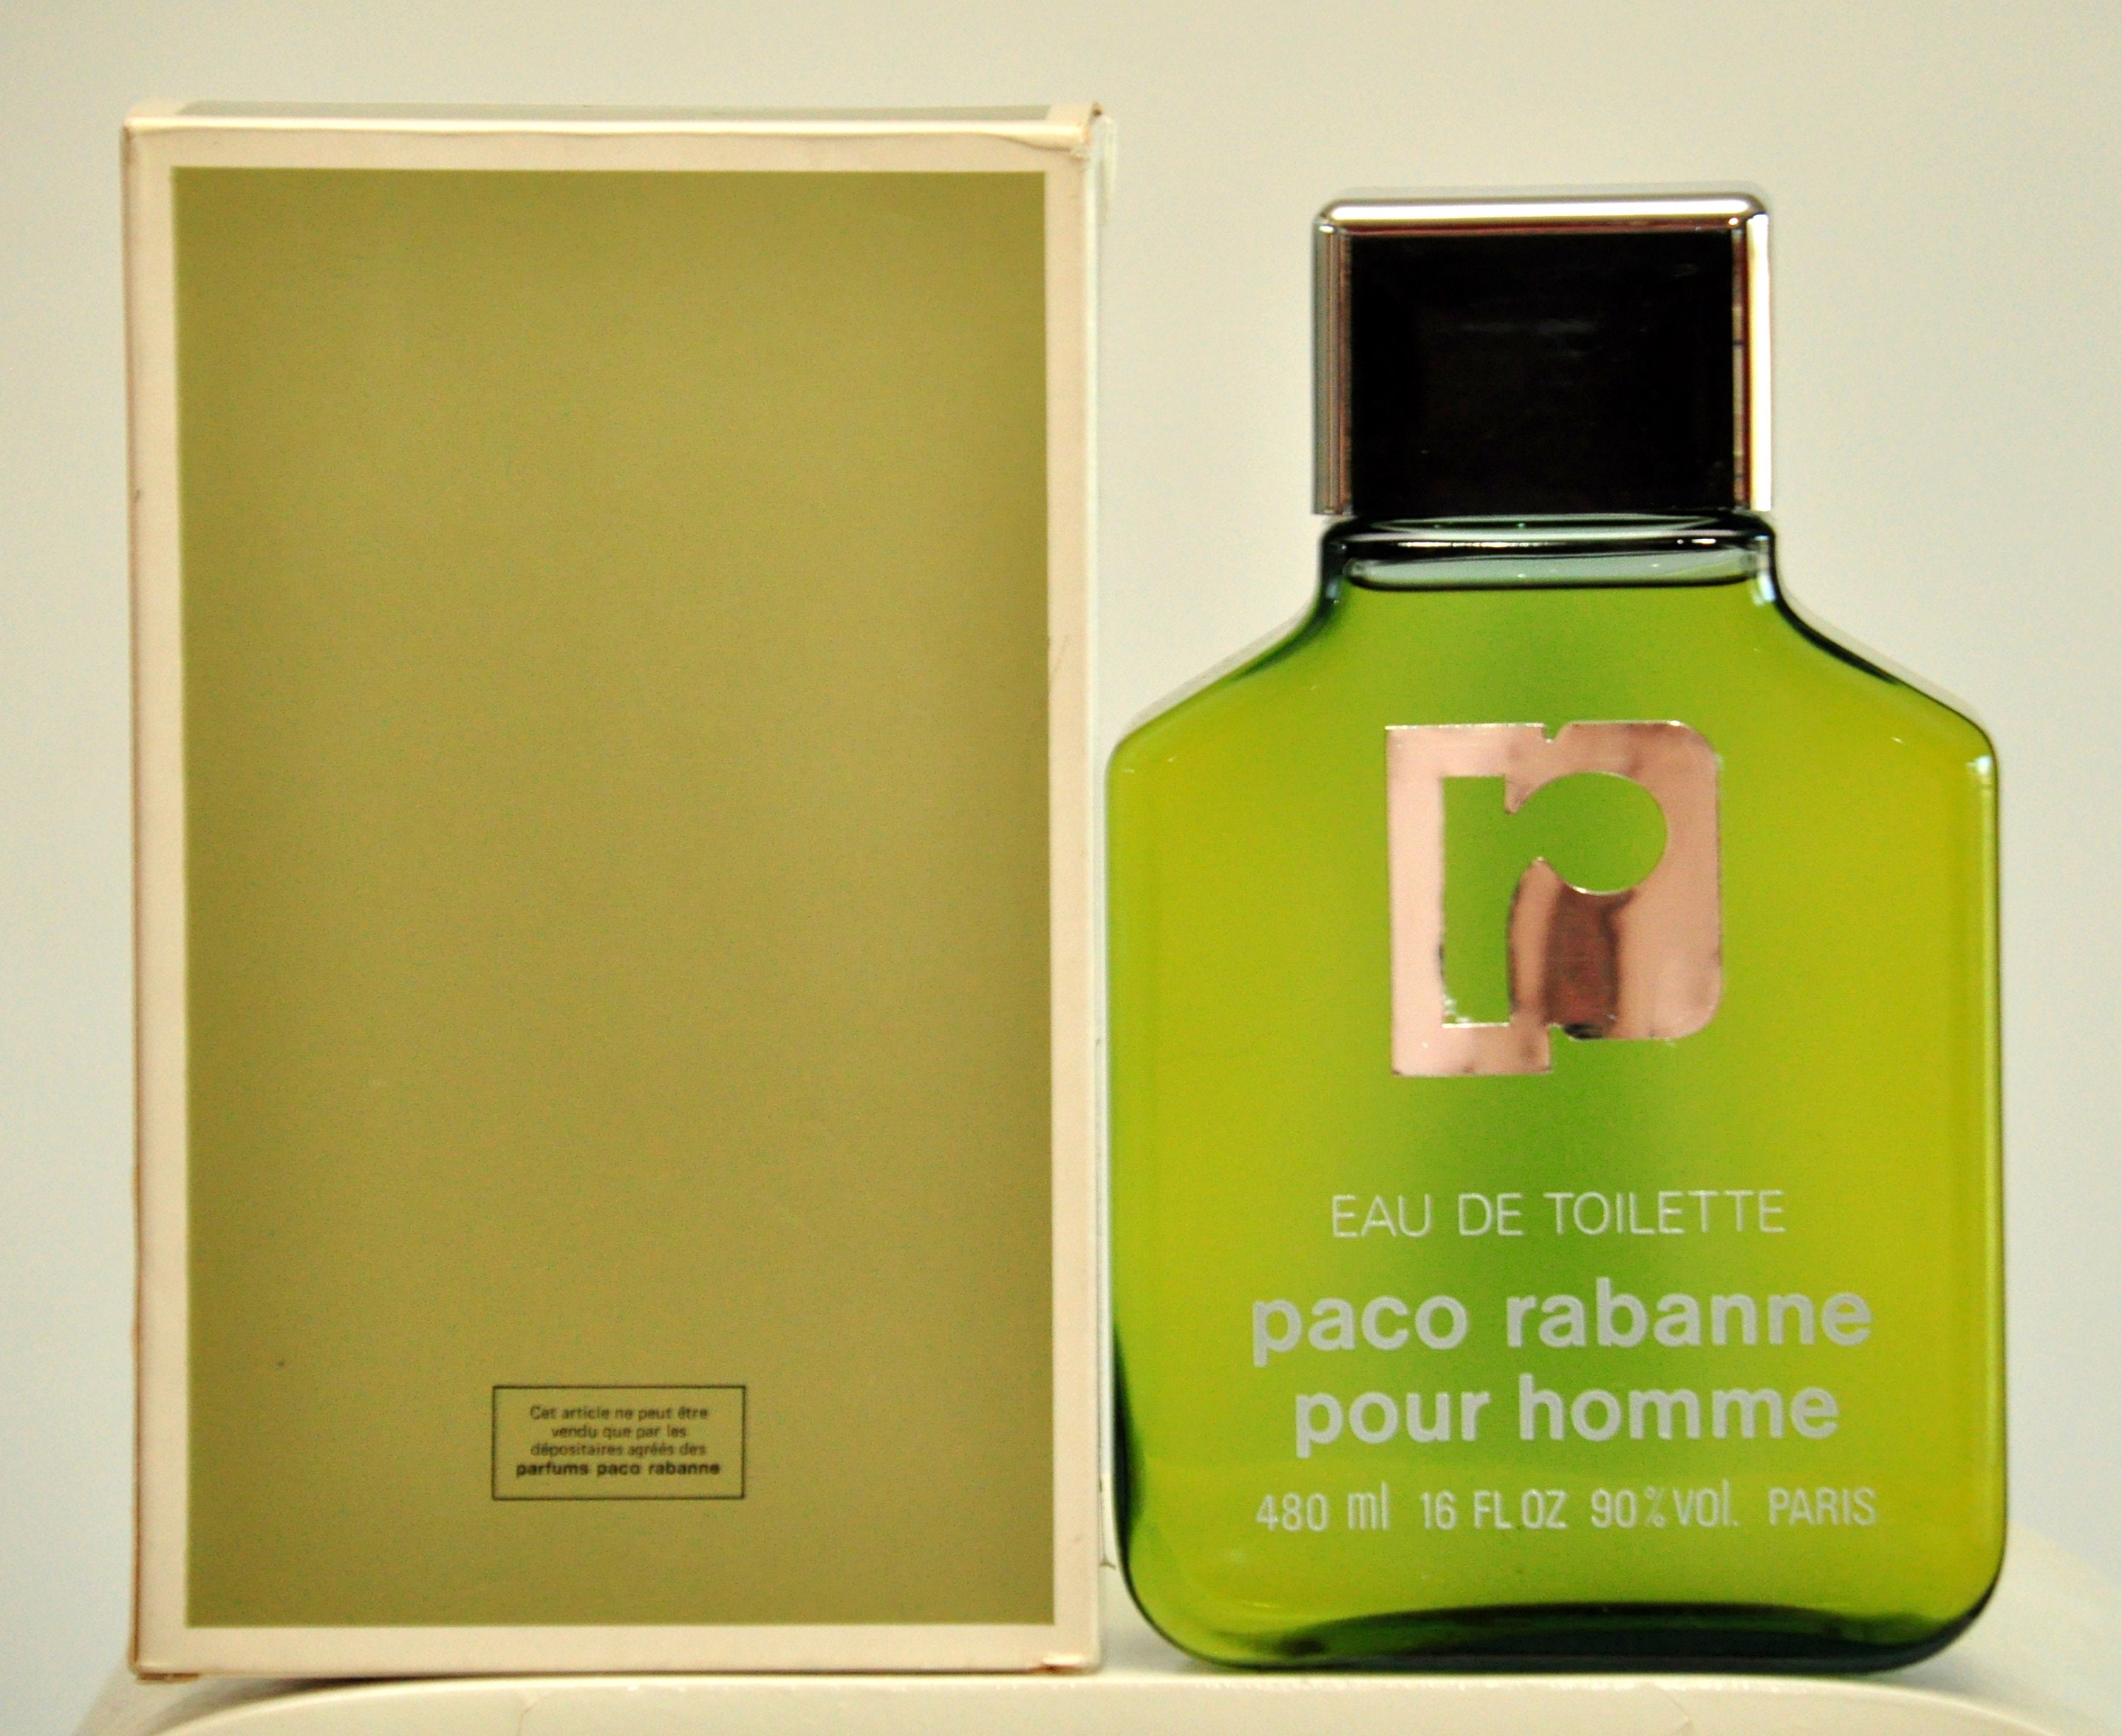 Cet article ne peut être
vendu que par les
dépositaires agréés des
parfums paco rabanne
r
EAU DE TOILETTE
paco rabanne
pour homme
480 ml 16 FL OZ 90% Vol. PARIS